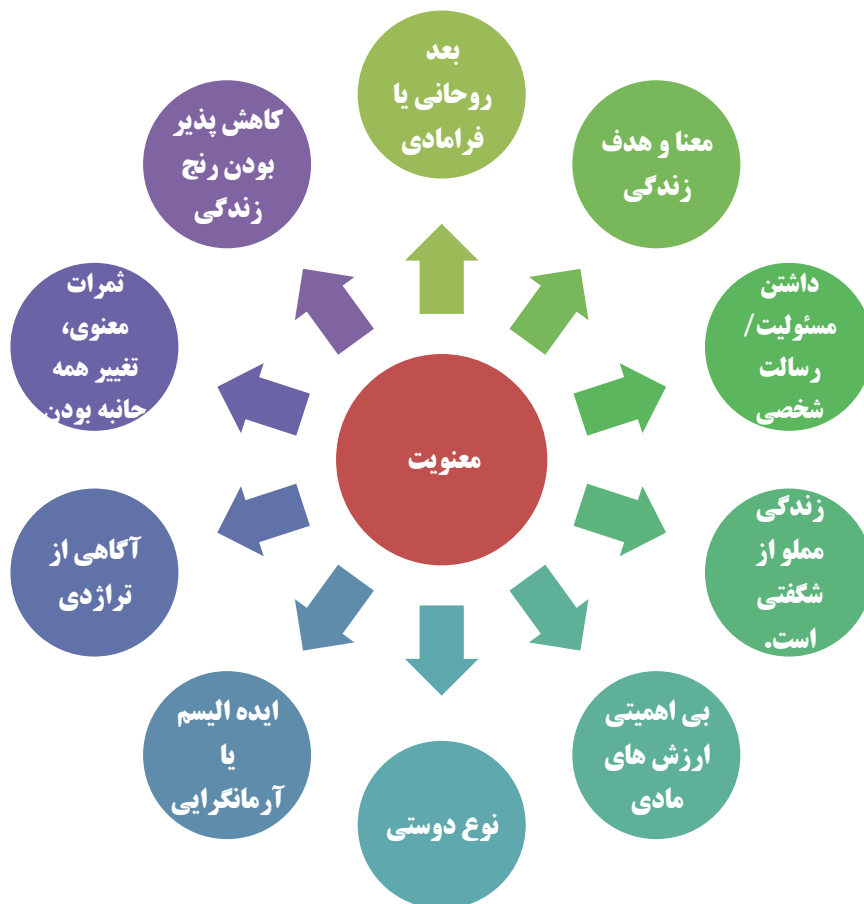 بعد
روحانی یا
فرامادی
معنا و هدف
زندگی
داشتن
مسئولیت/
رسالت
شخصی
زندگی
مملو از
شگفتی
است.
بی اهمیتی
ارزش های
مادی
نوع دوستی
ایده الیسم
یا
آرمانگرایی
آگاهی از
تراژدی
ثمرات
معنوی،
تغییر همه
جانبه بودن
کاهش پذیر
بودن رنج
زندگی
معنویت